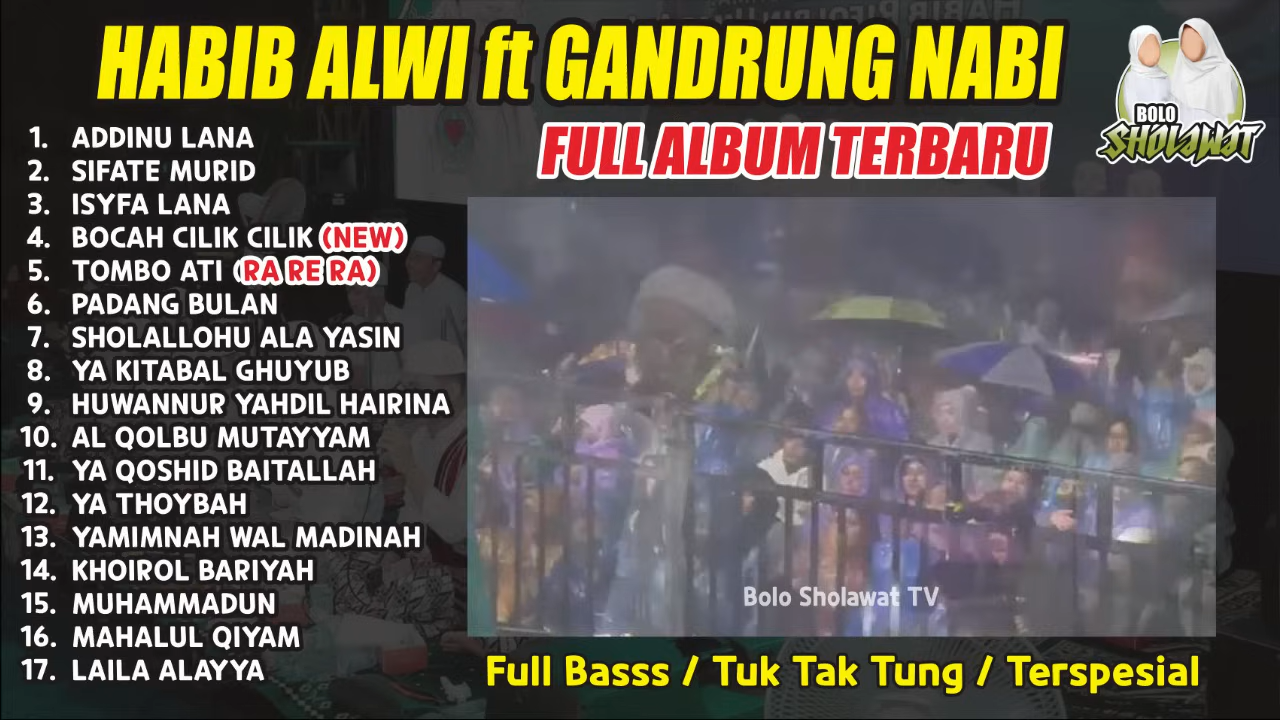 HABIB ALWI ft GANDRUNG NABI
FULL ALBUM TERBARU
BOLO
SHOLAWAT
1. ADDINU LANA
2. SIFATE MURID
3. ISYFA LANA
4. BOCAH CILIK CILIK (NEW)
5. TOMBO ATI (RA RE RA)
6. PADANG BULAN
7. SHOLALLOHU ALA YASIN
8. YA KITABAL GHUYUB
9. HUWANNUR YAHDIL HAIRINA
10. AL QOLBU MUTAYYAM
11. YA QOSHID BAITALLAH
12. YA THOYBAH
13. YAMIMNAH WAL MADINAH
14. KHOIROL BARIYAH
15. MUHAMMADUN
16. MAHALUL QIYAM
17. LAILA ALAYYA
Bolo Sholawat TV
Full Basss / Tuk Tak Tung / Terspesial